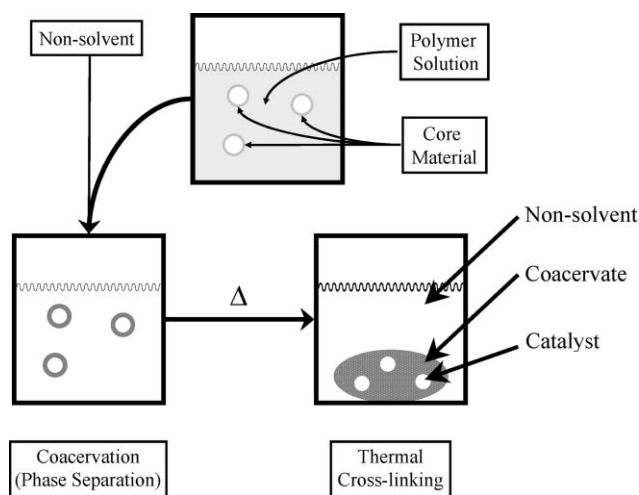 Non-solvent
Polymer
Solution
Core
Material
Non-solvent
Coacervate
Catalyst
Δ
Coacervation
(Phase Separation)
Thermal
Cross-linking